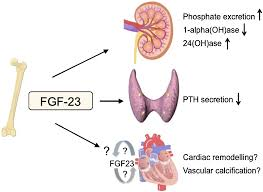 Phosphate excretion ↑
1-alpha(OH)ase ↓
24(OH)ase ↑
FGF-23
PTH secretion ↓
?
?
?
FGF23
Cardiac remodelling?
Vascular calcification?